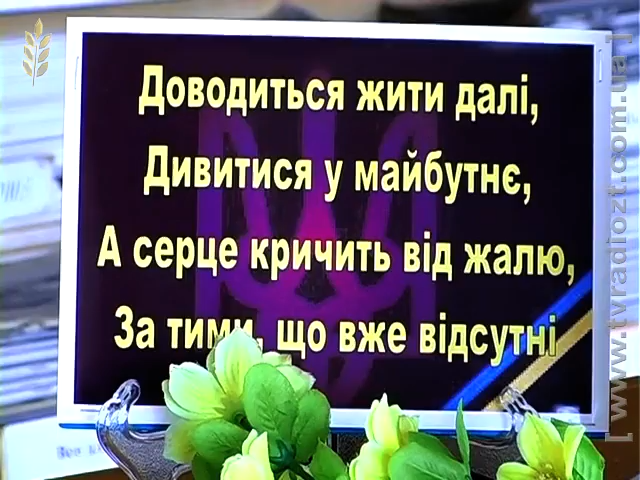 Доводиться жити далі,
Дивитися у майбутнє,
А серце кричить від жалю,
За тими, що вже відсутні
[ www.tvradiozt.com.ua ]